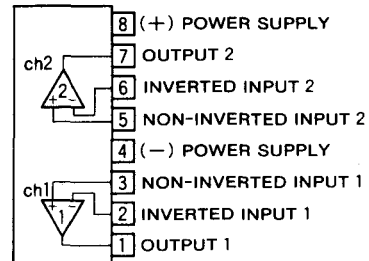 8 (+) POWER SUPPLY
7 OUTPUT 2
ch2
2
6 INVERTED INPUT 2
+ −
5 NON-INVERTED INPUT 2
4 (−) POWER SUPPLY
3 NON-INVERTED INPUT 1
ch1
+ −
1
2 INVERTED INPUT 1
1 OUTPUT 1